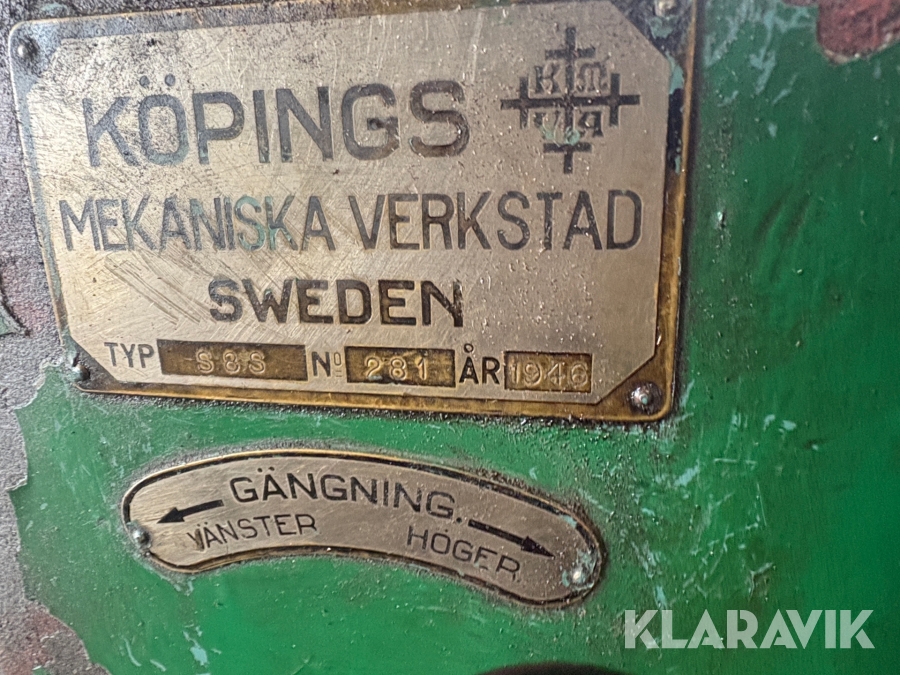 KÖPINGS
K M
V A
MEKANISKA VERKSTAD
SWEDEN
TYP S8S Nº 281 ÅR 1946
GÄNGNING.
VÄNSTER HÖGER.
KLARAVIK